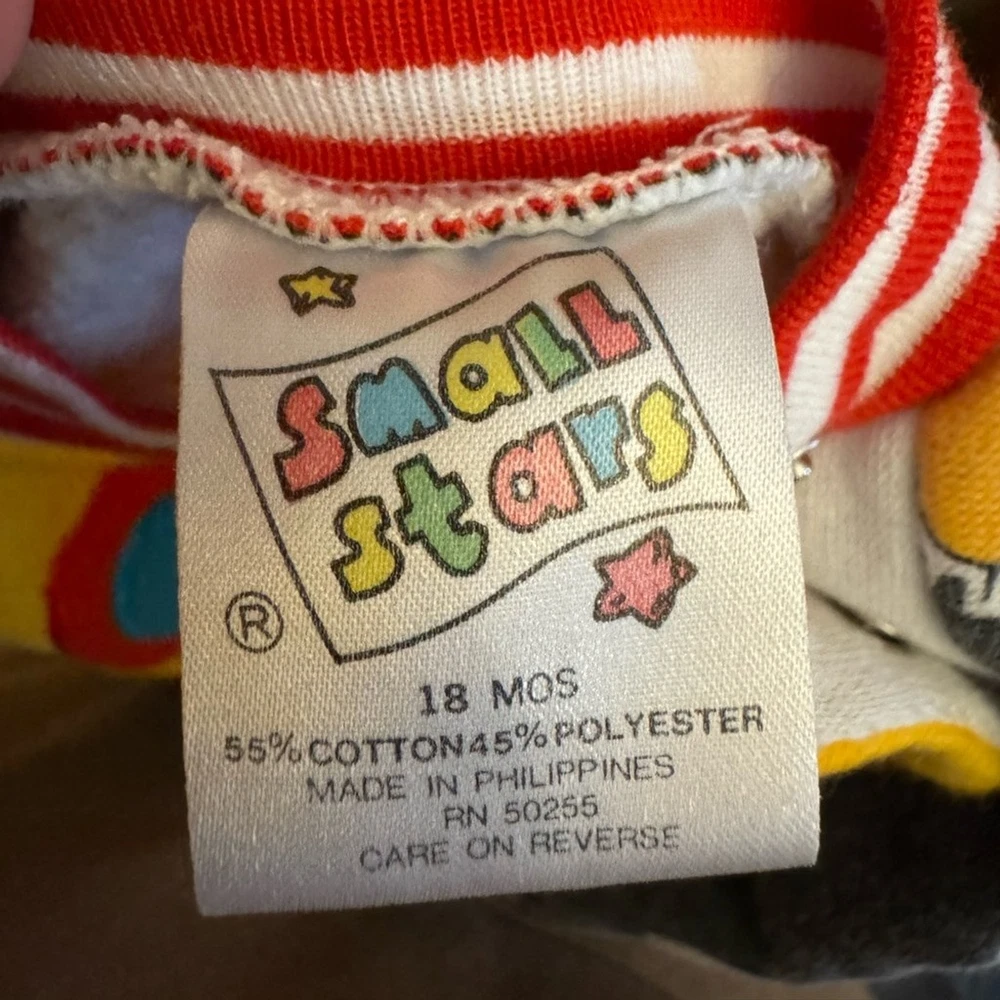 small
stars
®
18 MOS
55% COTTON 45% POLYESTER
MADE IN PHILIPPINES
RN 50255
CARE ON REVERSE